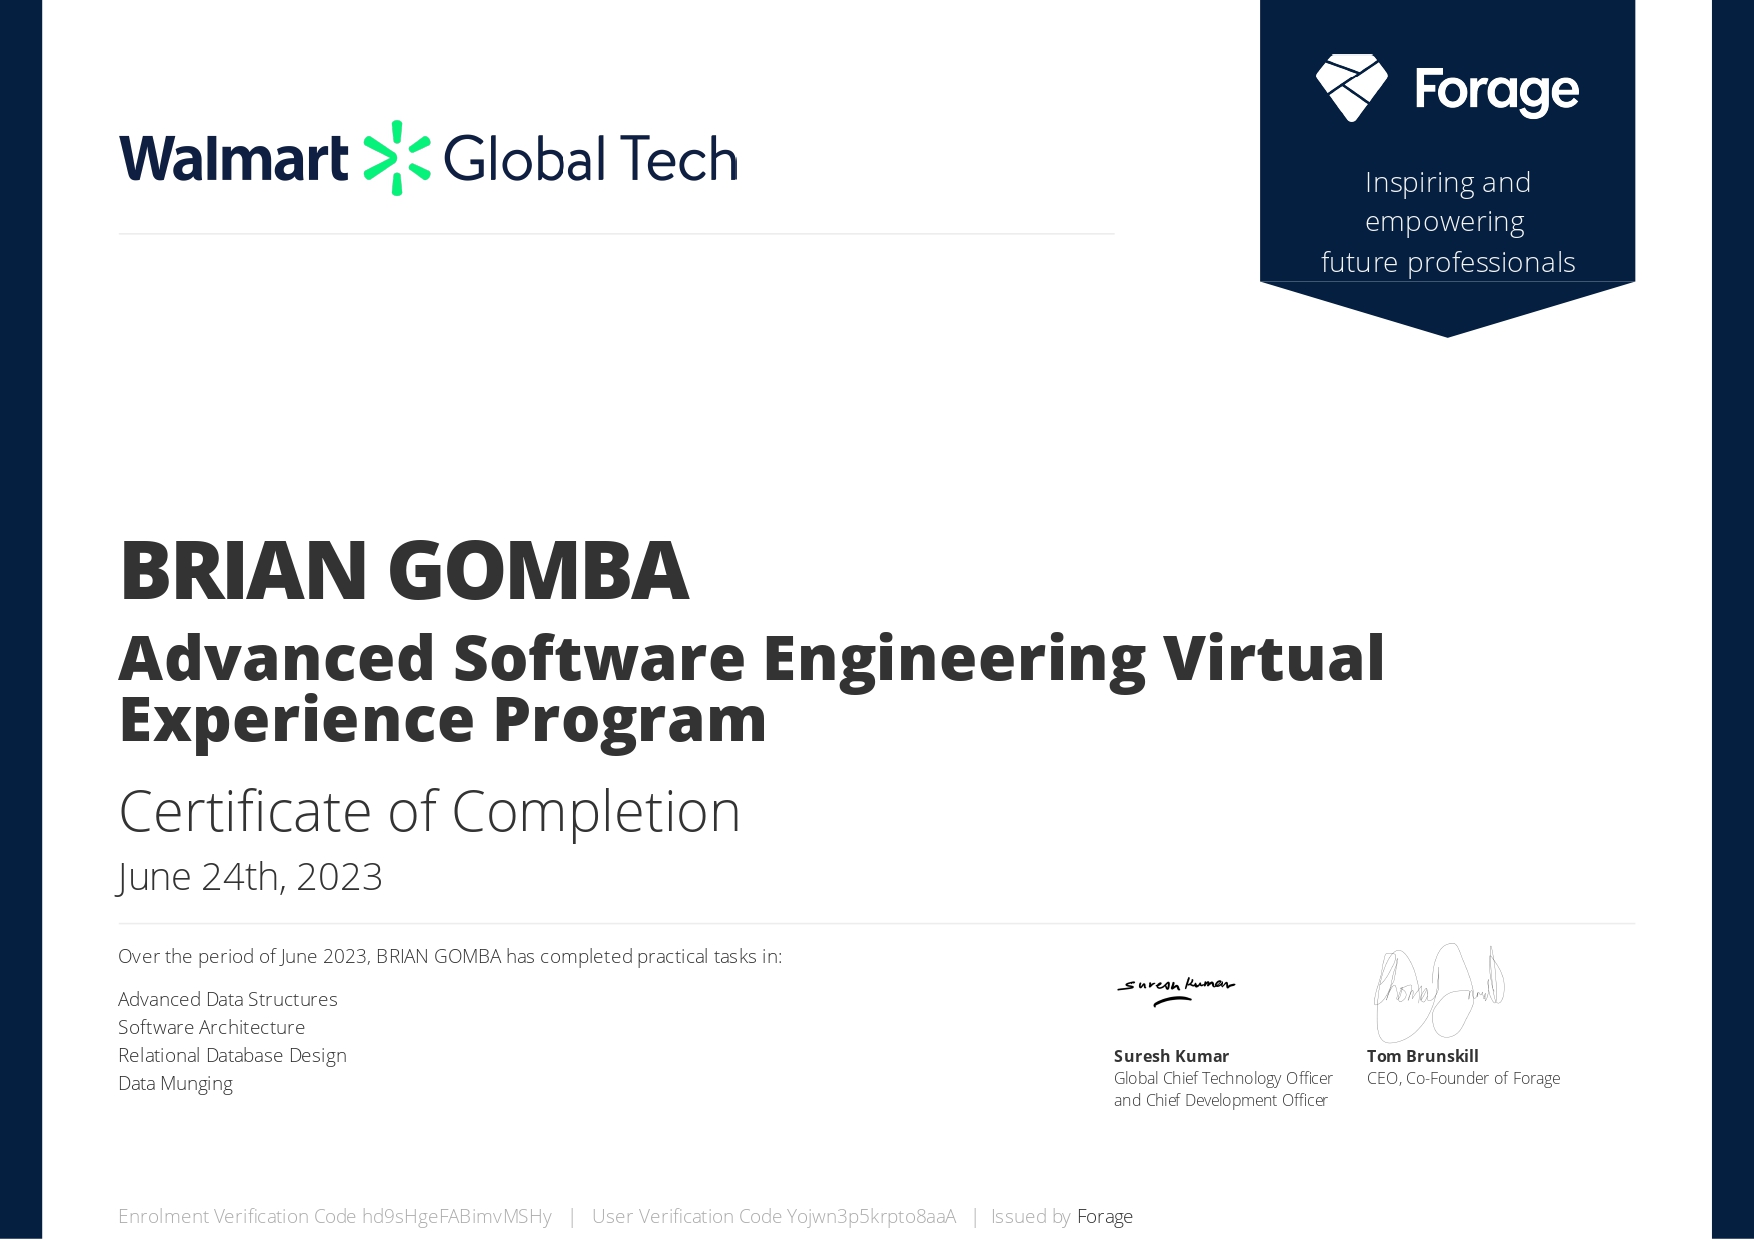 Walmart Global Tech
Forage
Inspiring and
empowering
future professionals
BRIAN GOMBA
Advanced Software Engineering Virtual
Experience Program
Certificate of Completion
June 24th, 2023
Over the period of June 2023, BRIAN GOMBA has completed practical tasks in:
Advanced Data Structures
Software Architecture
Relational Database Design
Data Munging
Suresh Kumar
Suresh Kumar
Global Chief Technology Officer
and Chief Development Officer
Tom Brunskill
CEO, Co-Founder of Forage
Enrolment Verification Code hd9sHgeFABimvMSHy | User Verification Code Yojwn3p5krpto8aaA | Issued by Forage